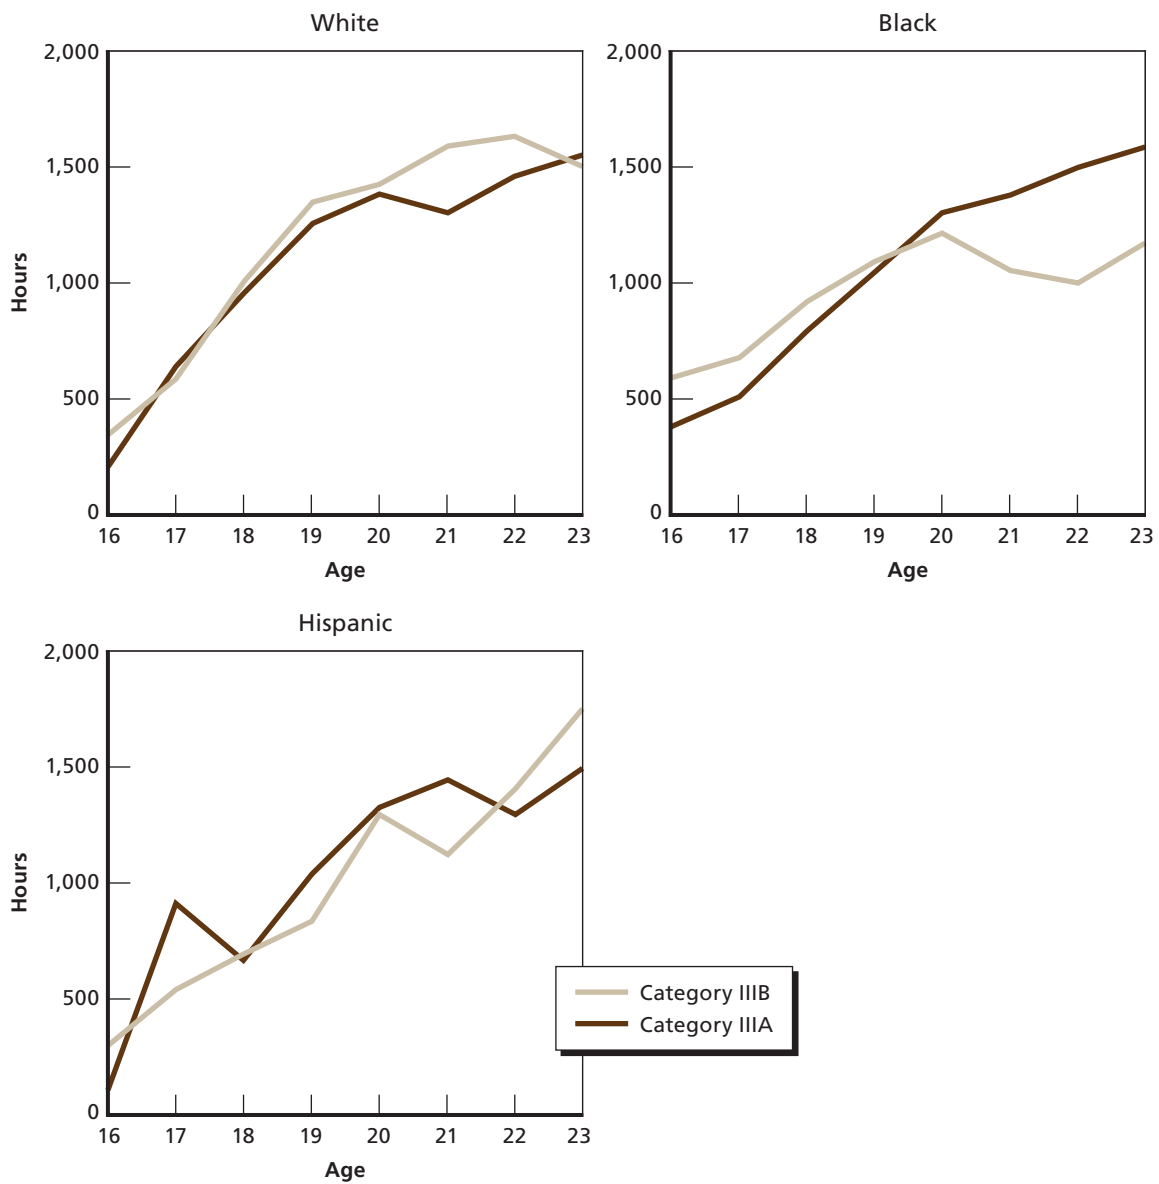 White
2,000
1,500
1,000
500
0
Hours
16 17 18 19 20 21 22 23
Age
Black
2,000
1,500
1,000
500
0
16 17 18 19 20 21 22 23
Age
Hispanic
2,000
1,500
1,000
500
0
Hours
16 17 18 19 20 21 22 23
Age
Category IIIB
Category IIIA